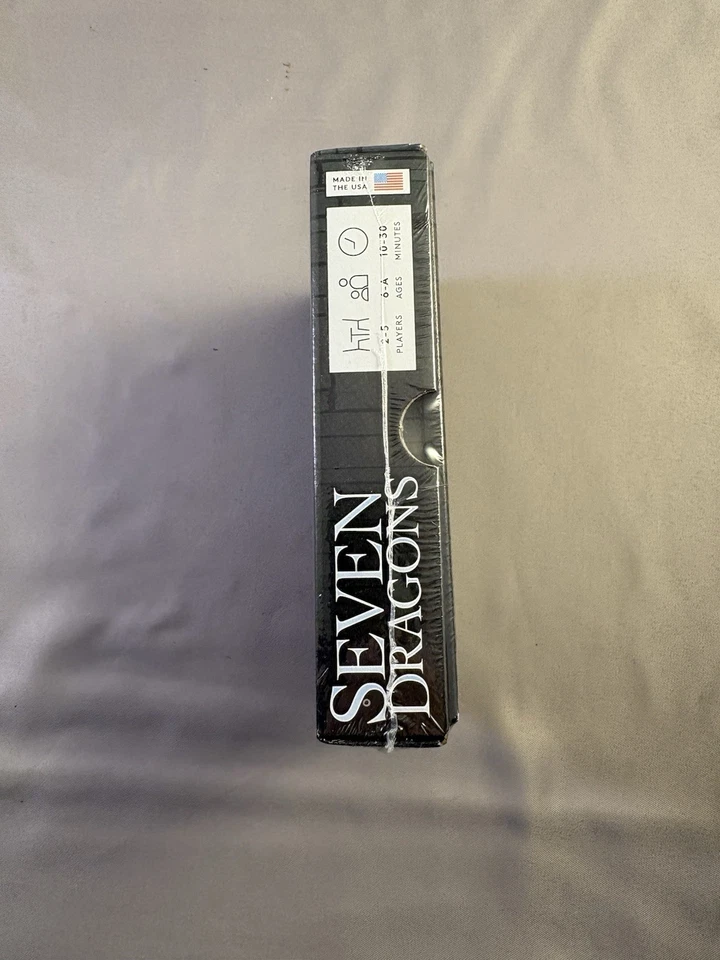 MADE IN
THE USA
2-5 6-A 10-30
PLAYERS AGES MINUTES
SEVEN
DRAGONS